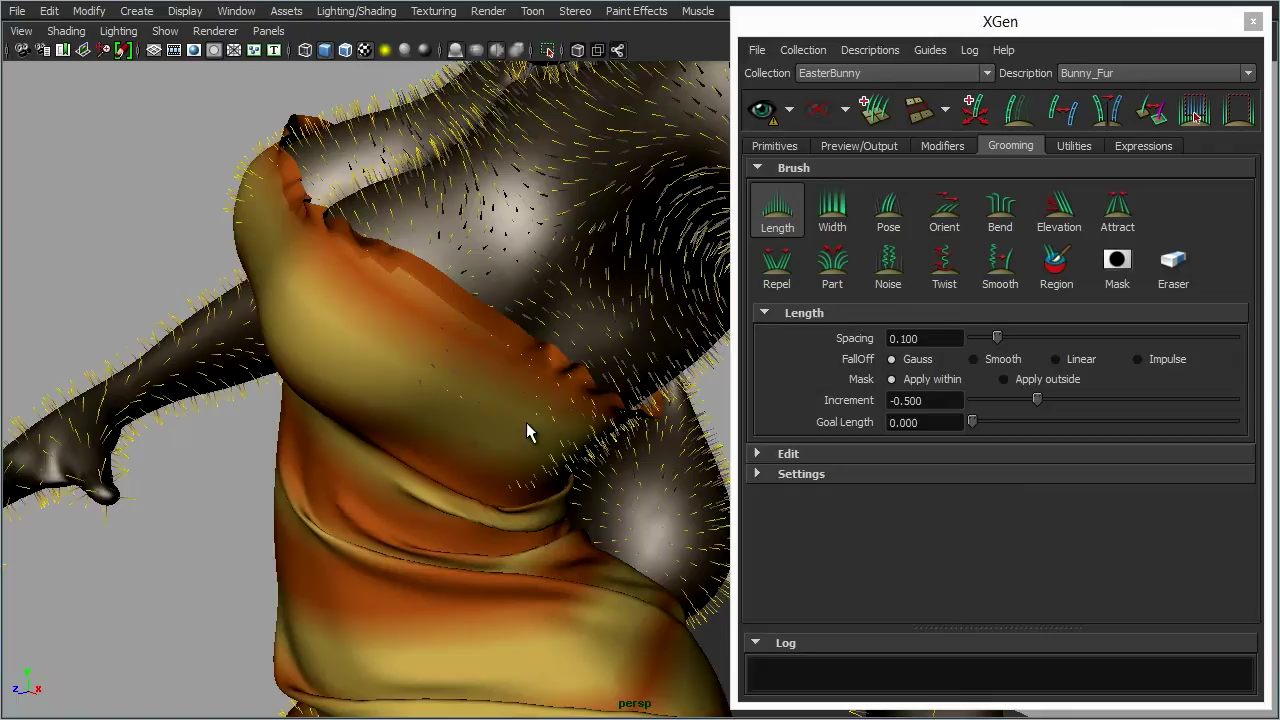 File Edit Modify Create Display Window Assets Lighting/Shading Texturing Render Toon Stereo Paint Effects Muscle
View Shading Lighting Show Renderer Panels
XGen
x
File Collection Descriptions Guides Log Help
Collection EasterBunny Description Bunny_Fur
Primitives Preview/Output Modifiers Grooming Utilities Expressions
Brush
Length Width Pose Orient Bend Elevation Attract
Repel Part Noise Twist Smooth Region Mask Eraser
Length
Spacing 0.100
FallOff Gauss Smooth Linear Impulse
Mask Apply within Apply outside
Increment -0.500
Goal Length 0.000
Edit
Settings
Log
z x
persp